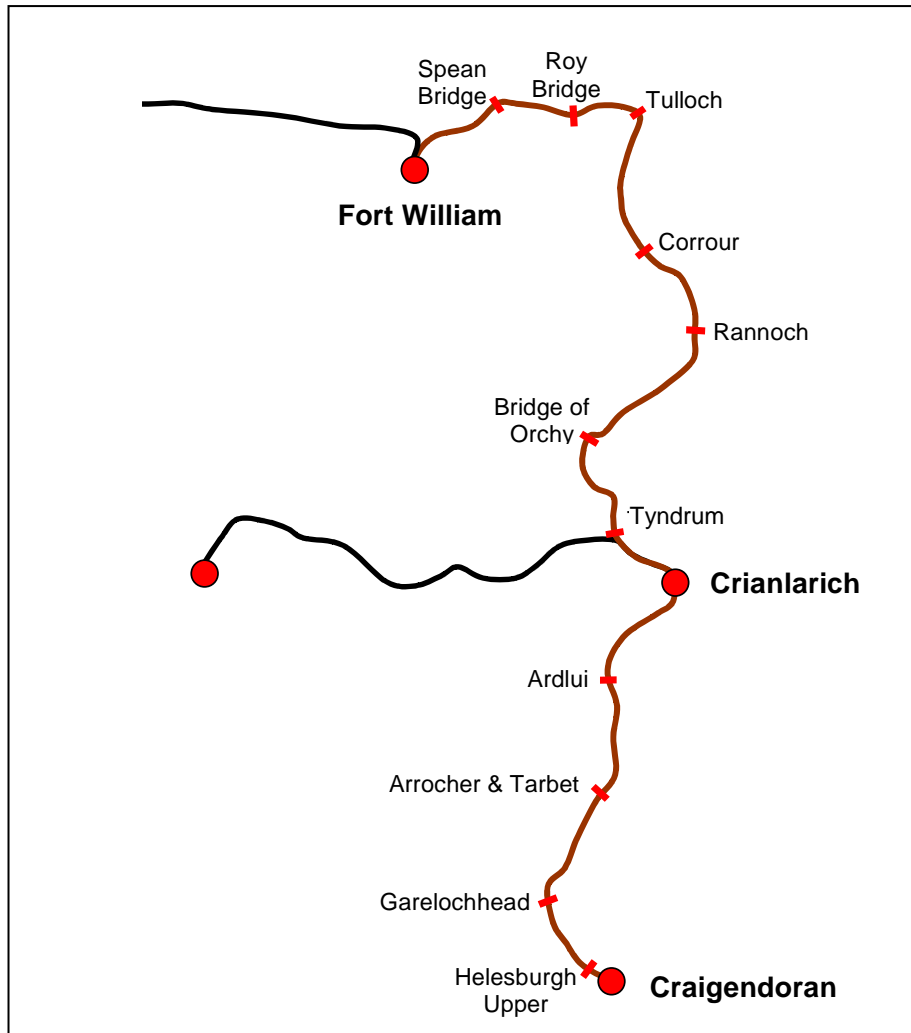 Spean
Bridge
Roy
Bridge
Tulloch
Fort William
Corrour
Rannoch
Bridge of
Orchy
Tyndrum
Crianlarich
Ardlui
Arrocher & Tarbet
Garelochhead
Helesburgh
Upper
Craigendoran